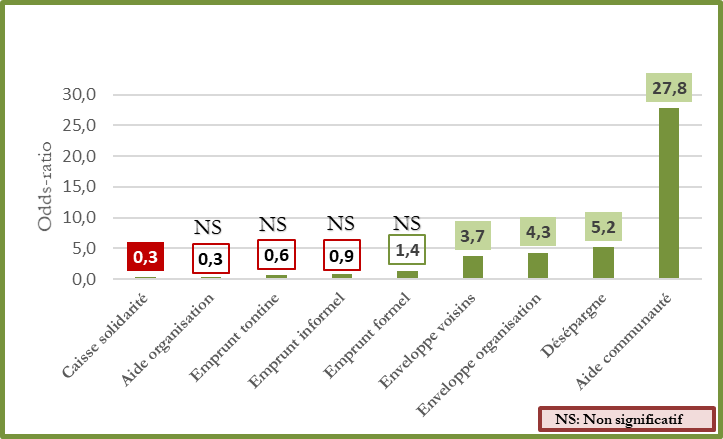 27,8
30,0
25,0
20,0
15,0
10,0
5,0
0,0
Odds-ratio
NS NS NS NS
0,3 0,3 0,6 0,9 1,4 3,7 4,3 5,2
Caisse solidarité
Aide organisation
Emprunt tontine
Emprunt informel
Emprunt formel
Enveloppe voisins
Enveloppe organisation
Désépargne
Aide communauté
NS: Non significatif